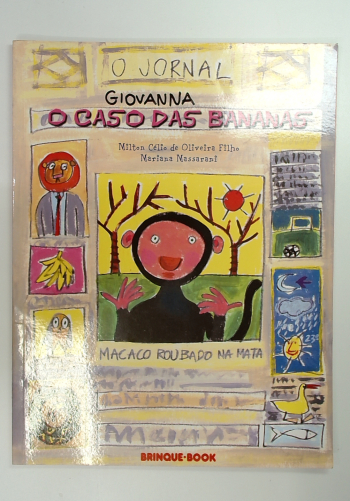 O JORNAL
GIOVANNA
O CASO DAS BANANAS
Milton Célio de Oliveira Filho
Mariana Massarani
MACACO ROUBADO NA MATA
BRINQUE-BOOK